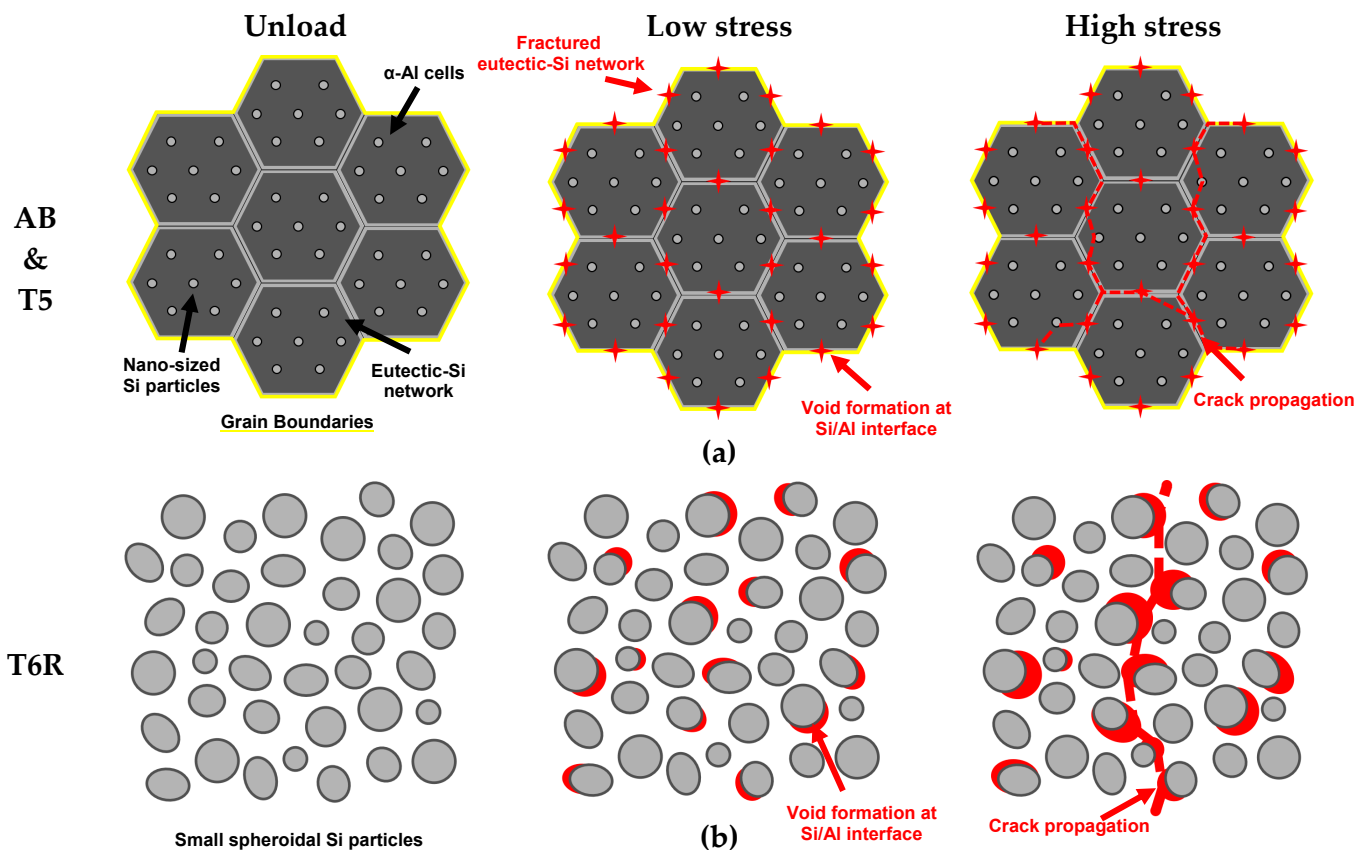 Unload
Low stress
High stress
α-Al cells
Fractured
eutectic-Si network
AB
&
T5
Nano-sized
Si particles
Eutectic-Si
network
Grain Boundaries
Void formation at
Si/Al interface
Crack propagation
(a)
T6R
Small spheroidal Si particles
Void formation at
Si/Al interface
Crack propagation
(b)